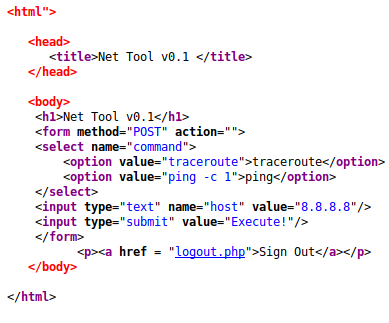 <html">
<head>
<title>Net Tool v0.1 </title>
</head>
<body>
<h1>Net Tool v0.1</h1>
<form method="POST" action="">
<select name="command">
<option value="traceroute">traceroute</option>
<option value="ping -c 1">ping</option>
</select>
<input type="text" name="host" value="8.8.8.8"/>
<input type="submit" value="Execute!"/>
</form>
<p><a href = "logout.php">Sign Out</a></p>
</body>
</html>